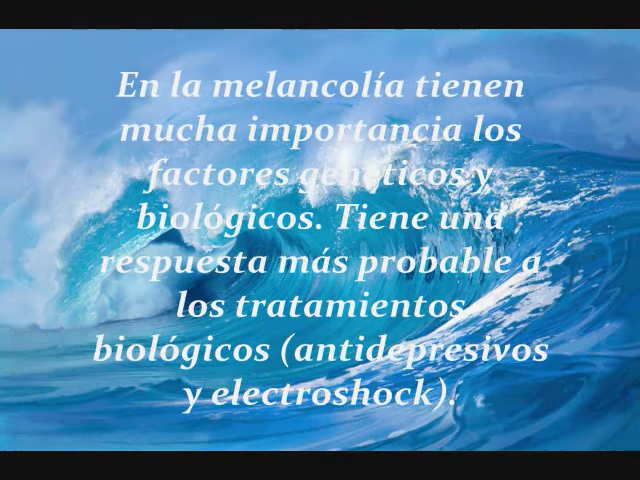 En la melancolía tienen
mucha importancia los
factores genéticos y
biológicos. Tiene una
respuesta más probable a
los tratamientos
biológicos (antidepresivos
y electroshock).